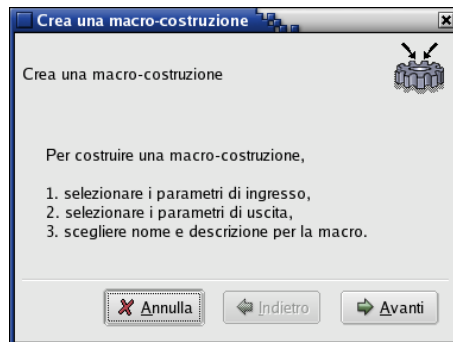 Crea una macro-costruzione
Crea una macro-costruzione
Per costruire una macro-costruzione,
1. selezionare i parametri di ingresso,
2. selezionare i parametri di uscita,
3. scegliere nome e descrizione per la macro.
Annulla
Indietro
Avanti